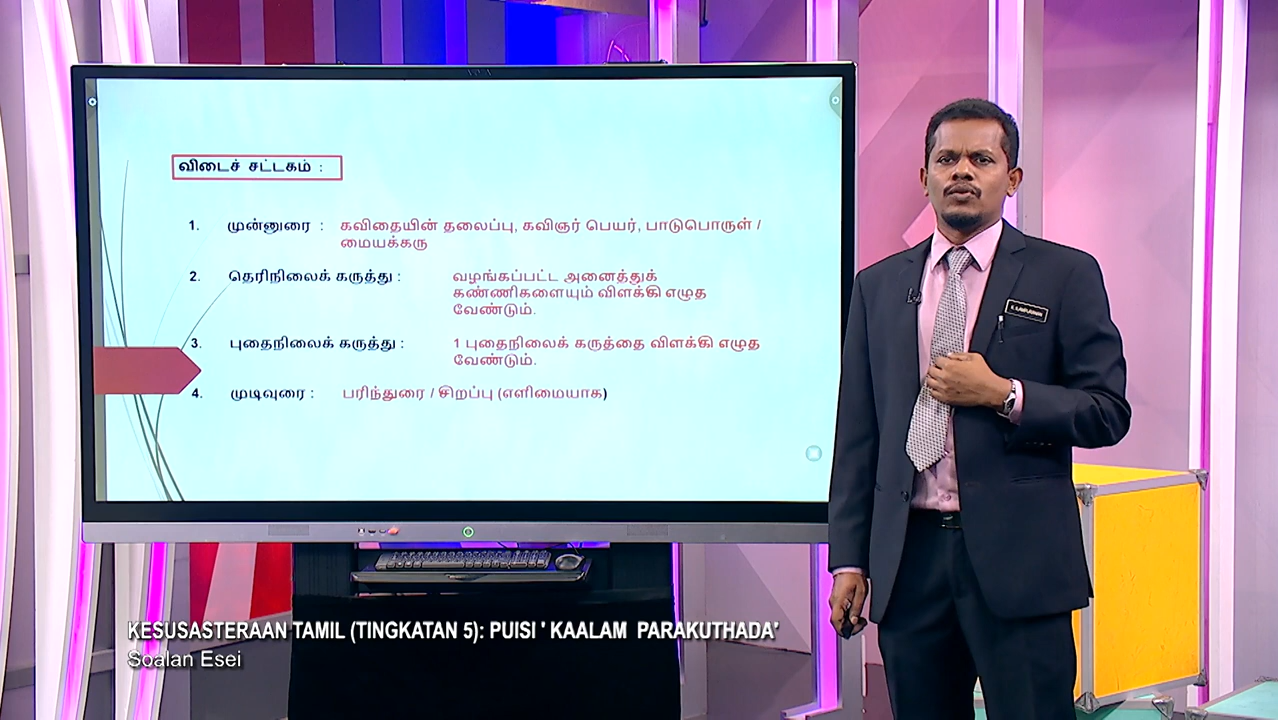 விடைச் சட்டகம் :
1. முன்னுரை : கவிதையின் தலைப்பு, கவிஞர் பெயர், பாடுபொருள் /
மையக்கரு
2. தெரிநிலைக் கருத்து : வழங்கப்பட்ட அனைத்துக்
கண்ணிகளையும் விளக்கி எழுத
வேண்டும்.
3. புதைநிலைக் கருத்து : 1 புதைநிலைக் கருத்தை விளக்கி எழுத
வேண்டும்.
4. முடிவுரை : பரிந்துரை / சிறப்பு (எளிமையாக)
KESUSASTERAAN TAMIL (TINGKATAN 5): PUISI ' KAALAM PARAKUTHADA'
Soalan Esei